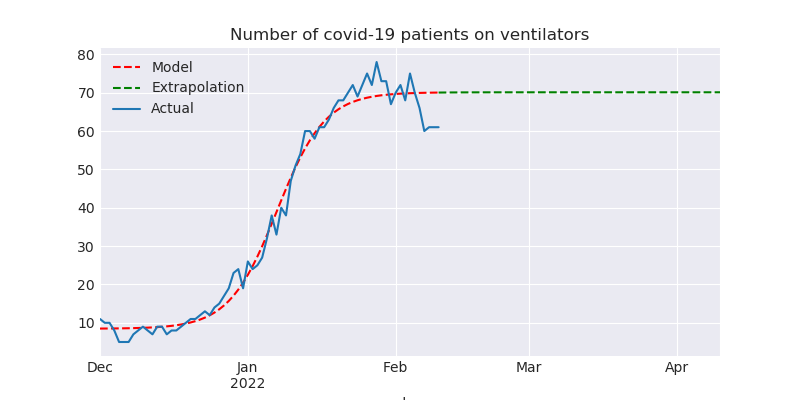 Number of covid-19 patients on ventilators
80
70
60
50
40
30
20
10
Model
Extrapolation
Actual
Dec
Jan
2022
Feb
Mar
Apr